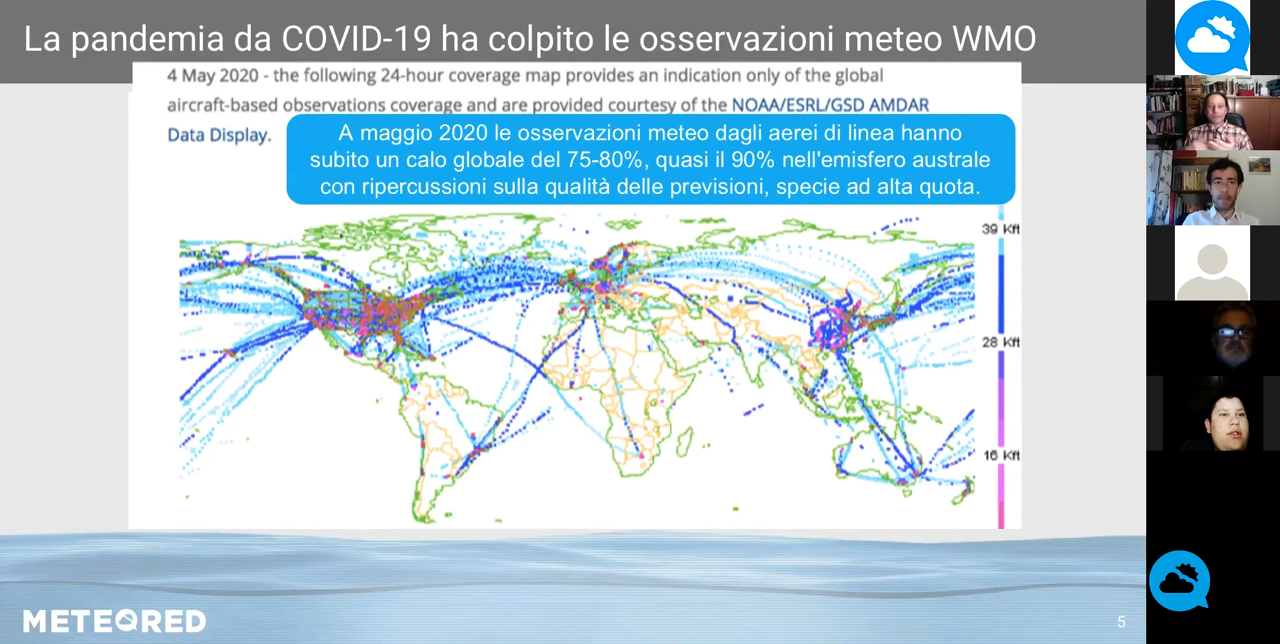 La pandemia da COVID-19 ha colpito le osservazioni meteo WMO
4 May 2020 - the following 24-hour coverage map provides an indication only of the global
aircraft-based observations coverage and are provided courtesy of the NOAA/ESRL/GSD AMDAR
Data Display.
A maggio 2020 le osservazioni meteo dagli aerei di linea hanno
subito un calo globale del 75-80%, quasi il 90% nell'emisfero australe
con ripercussioni sulla qualità delle previsioni, specie ad alta quota.
39 Kft
28 Kft
16 Kft
METEORED
5